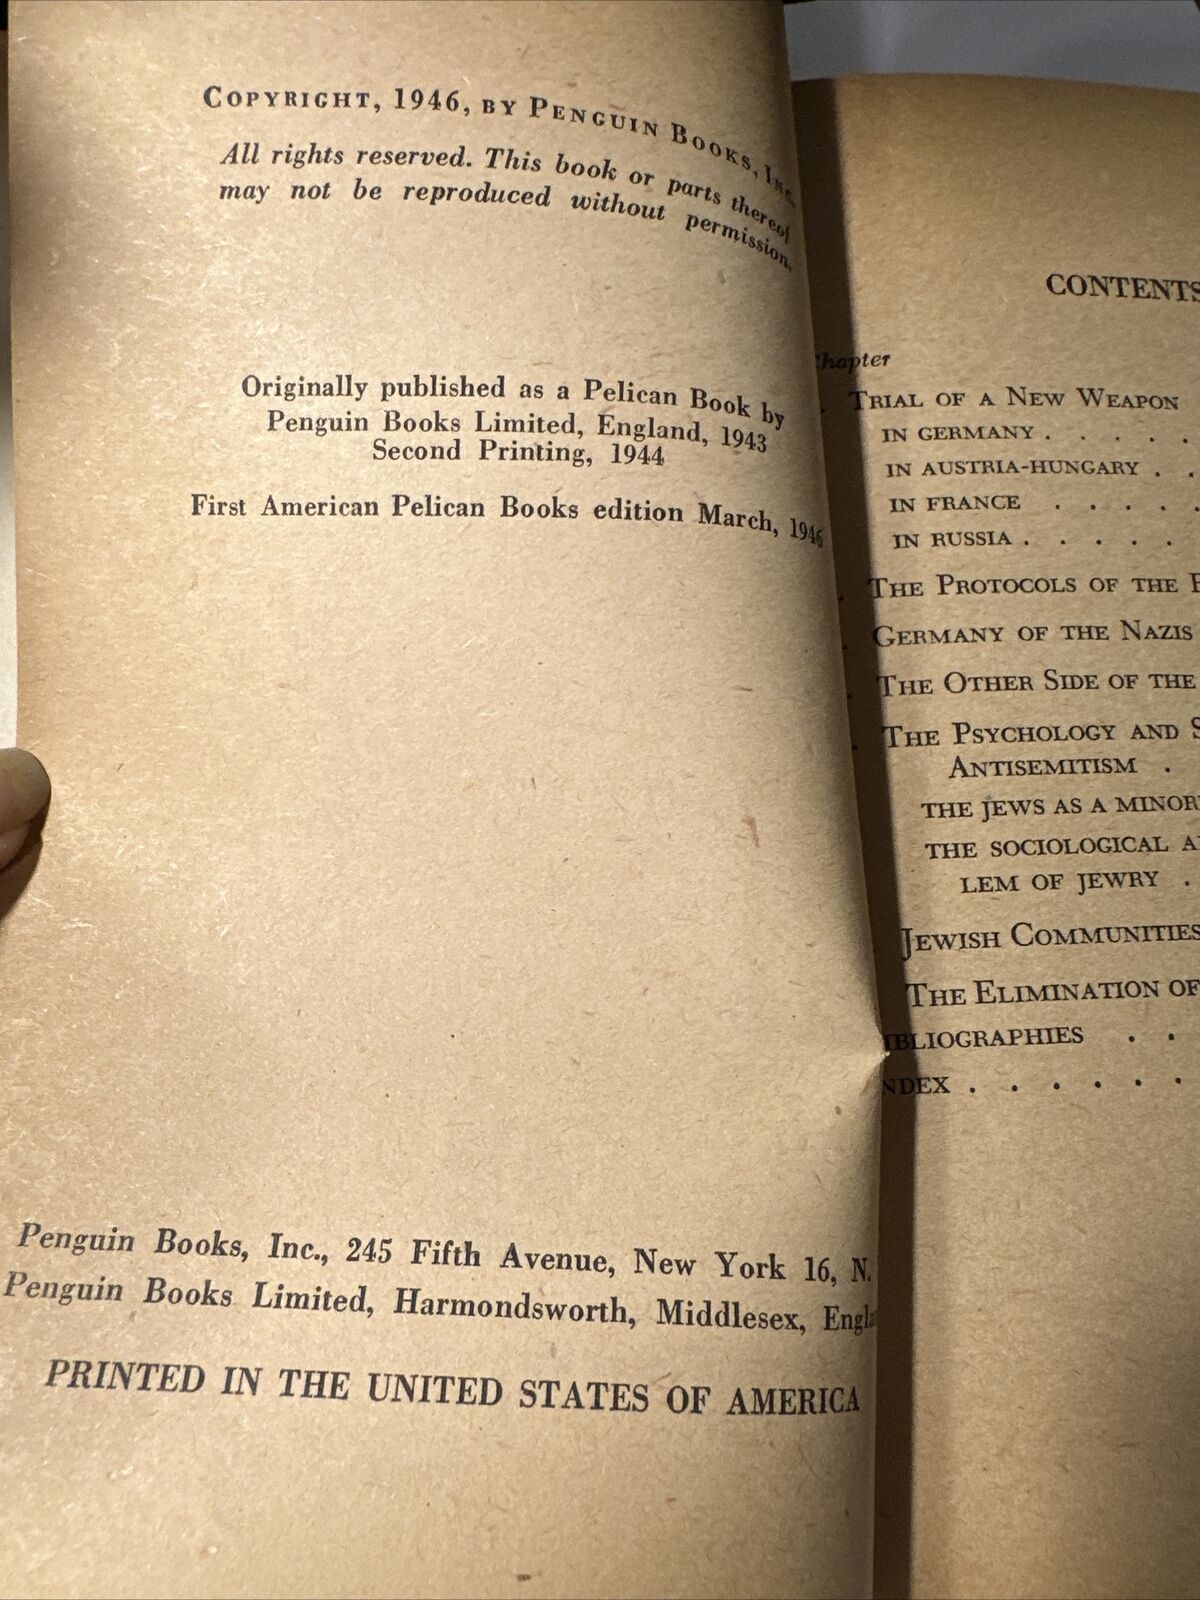 COPYRIGHT, 1946, BY PENGUIN BOOKS, INC.
All rights reserved. This book or parts thereof
may not be reproduced without permission.
Originally published as a Pelican Book by
Penguin Books Limited, England, 1943
Second Printing, 1944
First American Pelican Books edition March, 1946
Penguin Books, Inc., 245 Fifth Avenue, New York 16, N.
Penguin Books Limited, Harmondsworth, Middlesex,
PRINTED IN THE UNITED STATES OF AMERICA
CONTENTS
Chapter
TRIAL OF A NEW WEAPON
IN GERMANY . . . . .
IN AUSTRIA-HUNGARY . .
IN FRANCE . . . . .
IN RUSSIA . . . . .
THE PROTOCOLS OF THE
GERMANY OF THE NAZIS
THE OTHER SIDE OF THE
THE PSYCHOLOGY AND
ANTISEMITISM .
THE JEWS AS A
THE SOCIOLOGICAL
LEM OF JEWRY .
JEWISH COMMUNITIES
THE ELIMINATION OF
IBLIOGRAPHIES . .
NDEX . . . . . .